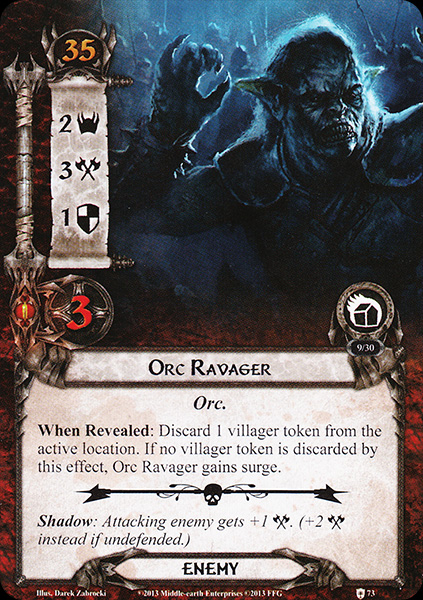 35
2
3
1
3
9/30
Orc Ravager
Orc.
When Revealed: Discard 1 villager token from the
active location. If no villager token is discarded by
this effect, Orc Ravager gains surge.
Shadow: Attacking enemy gets +1 . (+2
instead if undefended.)
ENEMY
Illus. Darek Zabrocki ©2013 Middle-earth Enterprises ©2013 FFG 73